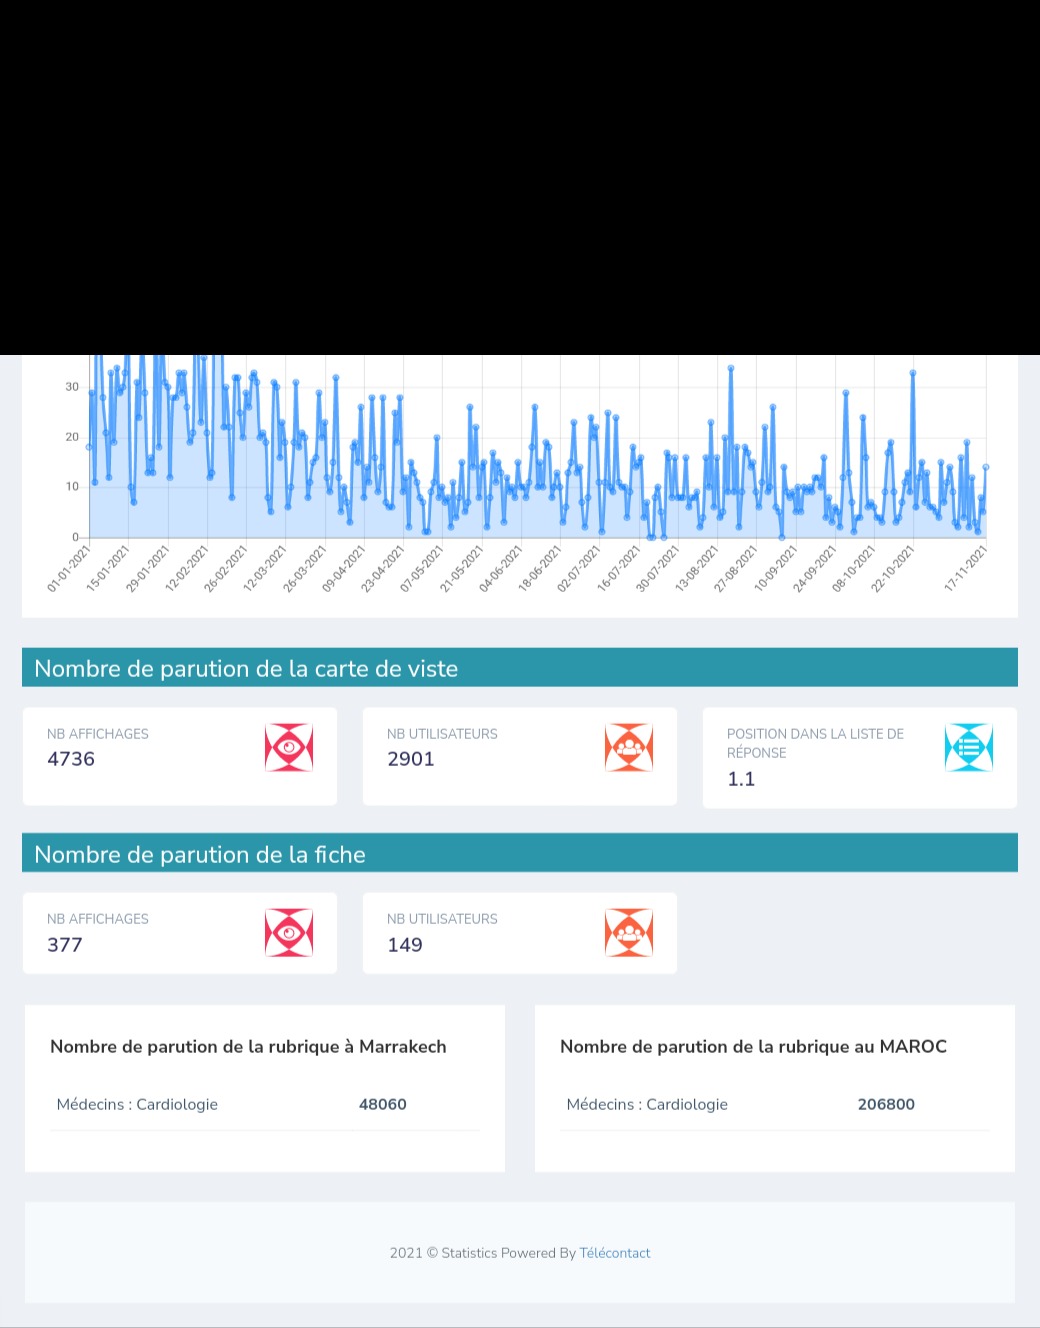 30
20
10
0
01-01-2021 15-01-2021 29-01-2021 12-02-2021 26-02-2021 12-03-2021 26-03-2021 09-04-2021 23-04-2021 07-05-2021 21-05-2021 04-06-2021 18-06-2021 02-07-2021 16-07-2021 30-07-2021 13-08-2021 27-08-2021 10-09-2021 24-09-2021 08-10-2021 22-10-2021 17-11-2021
Nombre de parution de la carte de viste
NB AFFICHAGES
4736
NB UTILISATEURS
2901
POSITION DANS LA LISTE DE
RÉPONSE
1.1
Nombre de parution de la fiche
NB AFFICHAGES
377
NB UTILISATEURS
149
Nombre de parution de la rubrique à Marrakech
Médecins : Cardiologie 48060
Nombre de parution de la rubrique au MAROC
Médecins : Cardiologie 206800
2021 © Statistics Powered By Télécontact